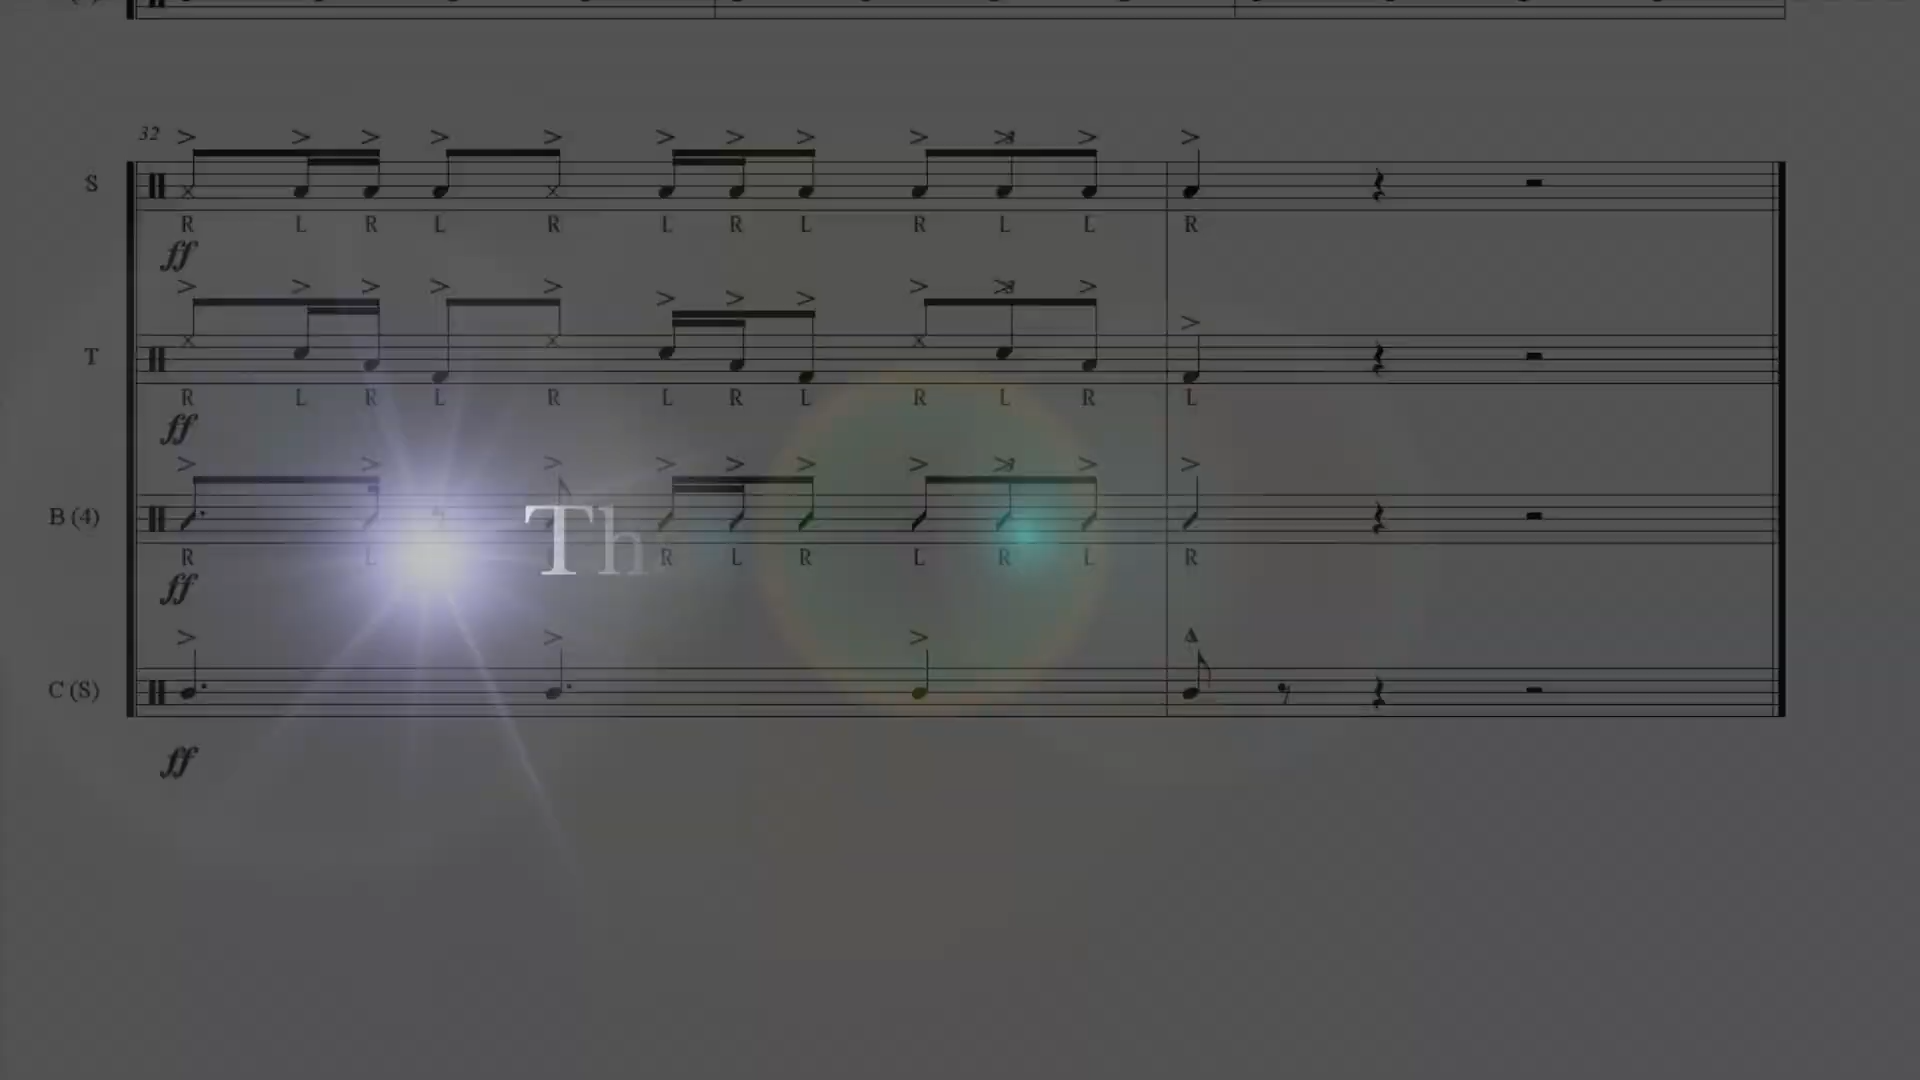 32
S
R L R L R L R L R L L R
ff
T
R L R L R L R L R L R L
ff
B (4)
R L Th R L R L R L R
ff
C (S)
ff